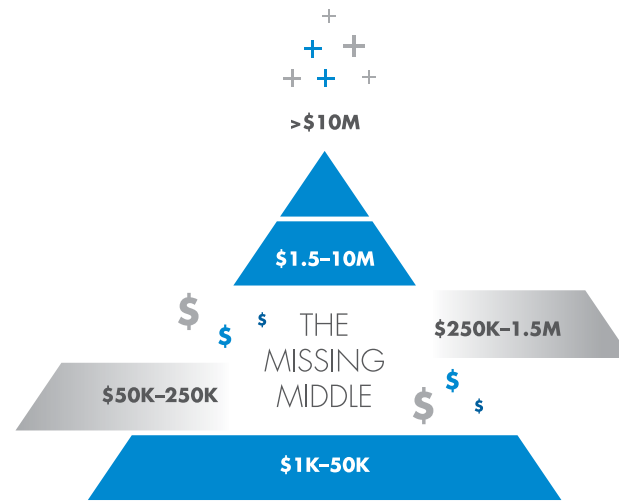 >$10M
$1.5–10M
$ $ $
THE
MISSING
MIDDLE
$250K–1.5M
$50K–250K
$ $ $
$1K–50K